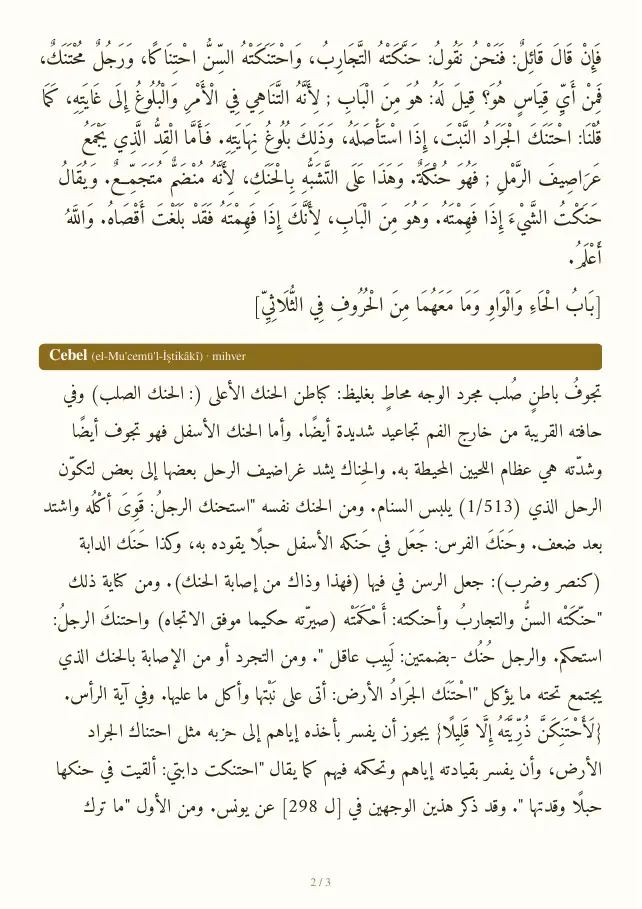 فَإِنْ قَالَ قَائِلٌ: فَنَحْنُ نَقُولُ: حَنَّكَتْهُ التَّجَارِبُ، وَاحْتَنَكَتْهُ السِّنُّ احْتِنَاكًا، وَرَجُلٌ مُحْتَنَكٌ،
فَمِنْ أَيِّ قِيَاسٍ هُوَ؟ قِيلَ لَهُ: هُوَ مِنَ الْبَابِ ; لِأَنَّهُ التَّنَاهِي فِي الْأَمْرِ وَالْبُلُوغُ إِلَى غَايَتِهِ، كَمَا
قُلْنَا: احْتَنَكَ الْجَرَادُ النَّبْتَ، إِذَا اسْتَأْصَلَهُ، وَذَلِكَ بُلُوغُ نِهَايَتِهِ. فَأَمَّا الْقِدُّ الَّذِي يَجْمَعُ
عَرَاصِيفَ الرَّمْلِ ; فَهُوَ حُنْكَةٌ. وَهَذَا عَلَى التَّشْبُّهِ بِالْحَنَكِ، لِأَنَّهُ مُنْضَمٌّ مُتَجَمِّعٌ. وَيُقَالُ
حَنَكْتُ الشَّيْءَ إِذَا فَهِمْتَهُ. وَهُوَ مِنَ الْبَابِ، لِأَنَّكَ إِذَا فَهِمْتَهُ فَقَدْ بَلَغْتَ أَقْصَاهُ. وَاللَّهُ
أَعْلَمُ.
[بَابُ الْحَاءِ وَالْوَاوِ وَمَا مَعَهُمَا مِنَ الْحُرُوفِ فِي الثُّلَاثِيِّ]
Cebel (el-Mu'cemü'l-İştikâkî) · mihver
تجوفُ باطنٍ صُلب مجرد الوجه محاطٍ بغليظ: كباطن الحنك الأعلى (: الحنك الصلب) وفي
حافته القريبة من خارج الفم تجاعيد شديدة أيضًا. وأما الحنك الأسفل فهو تجوف أيضًا
وشدّته هي عظام اللحيين المحيطة به. والحِناك يشد غراضيف الرحل بعضها إلى بعض لتكوّن
الرحل الذي (1/513) يلبس السنام. ومن الحنك نفسه "استحنك الرجلُ: قَوِىَ أكْلُه واشتد
بعد ضعف. وحَنَكَ الفرس: جَعَل في حَنكه الأسفل حبلًا يقوده به، وكذا حَنَك الدابة
(كنصر وضرب): جعل الرسن في فيها (فهذا وذاك من إصابة الحنك). ومن كناية ذلك
"حنّكَتْه السنُّ والتجاربُ وأحنكته: أَحْكَمَتْه (صيرّته حكيما موفق الاتجاه) واحتنكَ الرجلُ:
استحكم. والرجل حُنُك -بضمتين: لَبِيب عاقل ". ومن التجرد أو من الإصابة بالحنك الذي
يجتمع تحته ما يؤكل "احْتَنَك الجَرَادُ الأرض: أتى على نَبْتها وأكل ما عليها. وفي آية الرأس.
{لَأَحْتَنِكَنَّ ذُرِّيَّتَهُ إِلَّا قَلِيلًا} يجوز أن يفسر بأخذه إياهم إلى حزبه مثل احتناك الجراد
الأرض، وأن يفسر بقيادته إياهم وتحكمه فيهم كما يقال "احتنكت دابتي: ألقيت في حنكها
حبلًا وقدتها ". وقد ذكر هذين الوجهين في [ل 298] عن يونس. ومن الأول "ما ترك
2 / 3